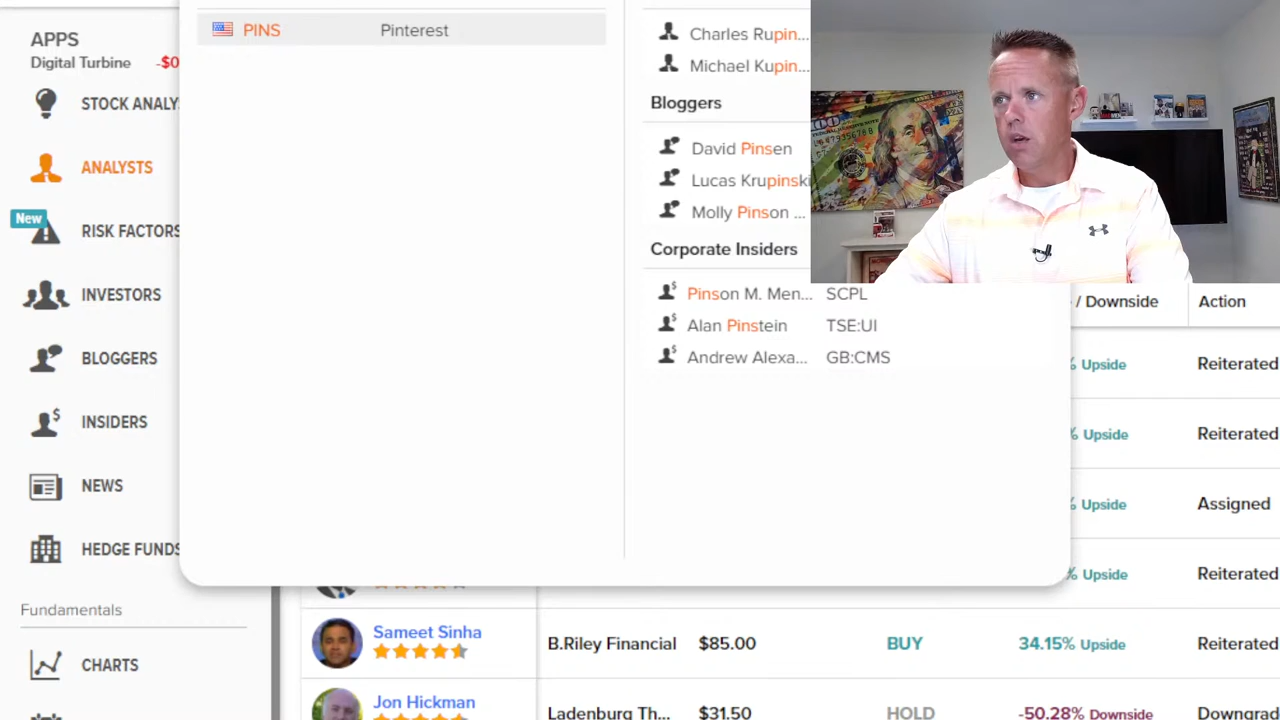 APPS
Digital Turbine -$0
STOCK ANALY
ANALYSTS
New
RISK FACTORS
INVESTORS
BLOGGERS
INSIDERS
NEWS
HEDGE FUNDS
Fundamentals
CHARTS
PINS Pinterest
Charles Rupin...
Michael Kupin...
Bloggers
David Pinsen
Lucas Krupinski
Molly Pinson ...
Corporate Insiders
Pinson M. Men... SCPL
Alan Pinstein TSE:UI
Andrew Alexa... GB:CMS
/ Downside Action
% Upside Reiterated
% Upside Reiterated
% Upside Assigned
% Upside Reiterated
Sameet Sinha
B.Riley Financial $85.00 BUY 34.15% Upside Reiterated
Jon Hickman
Ladenburg Th... $31.50 HOLD -50.28% Downside Downgrad